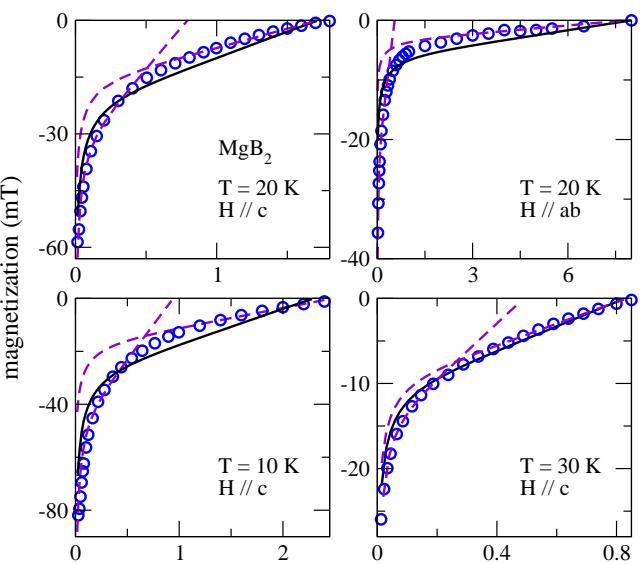 0
-30
-60
0
1
MgB2
T = 20 K
H // c
0
-20
-40
0
3
6
T = 20 K
H // ab
magnetization (mT)
0
-40
-80
0
1
2
T = 10 K
H // c
0
-10
-20
0
0.4
0.8
T = 30 K
H // c